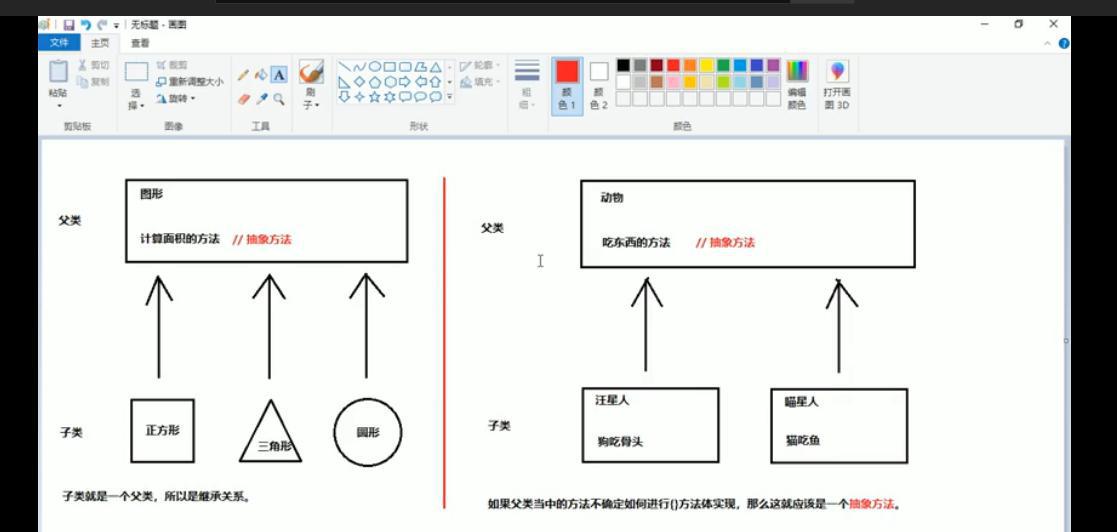 无标题 - 画图
文件 主页 查看
粘贴
剪切
复制
剪贴板
选择
裁剪
重新调整大小
旋转
图像
A
工具
刷子
形状
轮廓
填充
粗细
颜色 1
颜色 2
颜色
编辑颜色
打开画图 3D
父类
图形
计算面积的方法 // 抽象方法
子类
正方形
三角形
圆形
子类就是一个父类，所以是继承关系。
父类
动物
吃东西的方法 // 抽象方法
子类
汪星人
狗吃骨头
喵星人
猫吃鱼
如果父类当中的方法不确定如何进行{}方法体实现，那么这就应该是一个抽象方法。